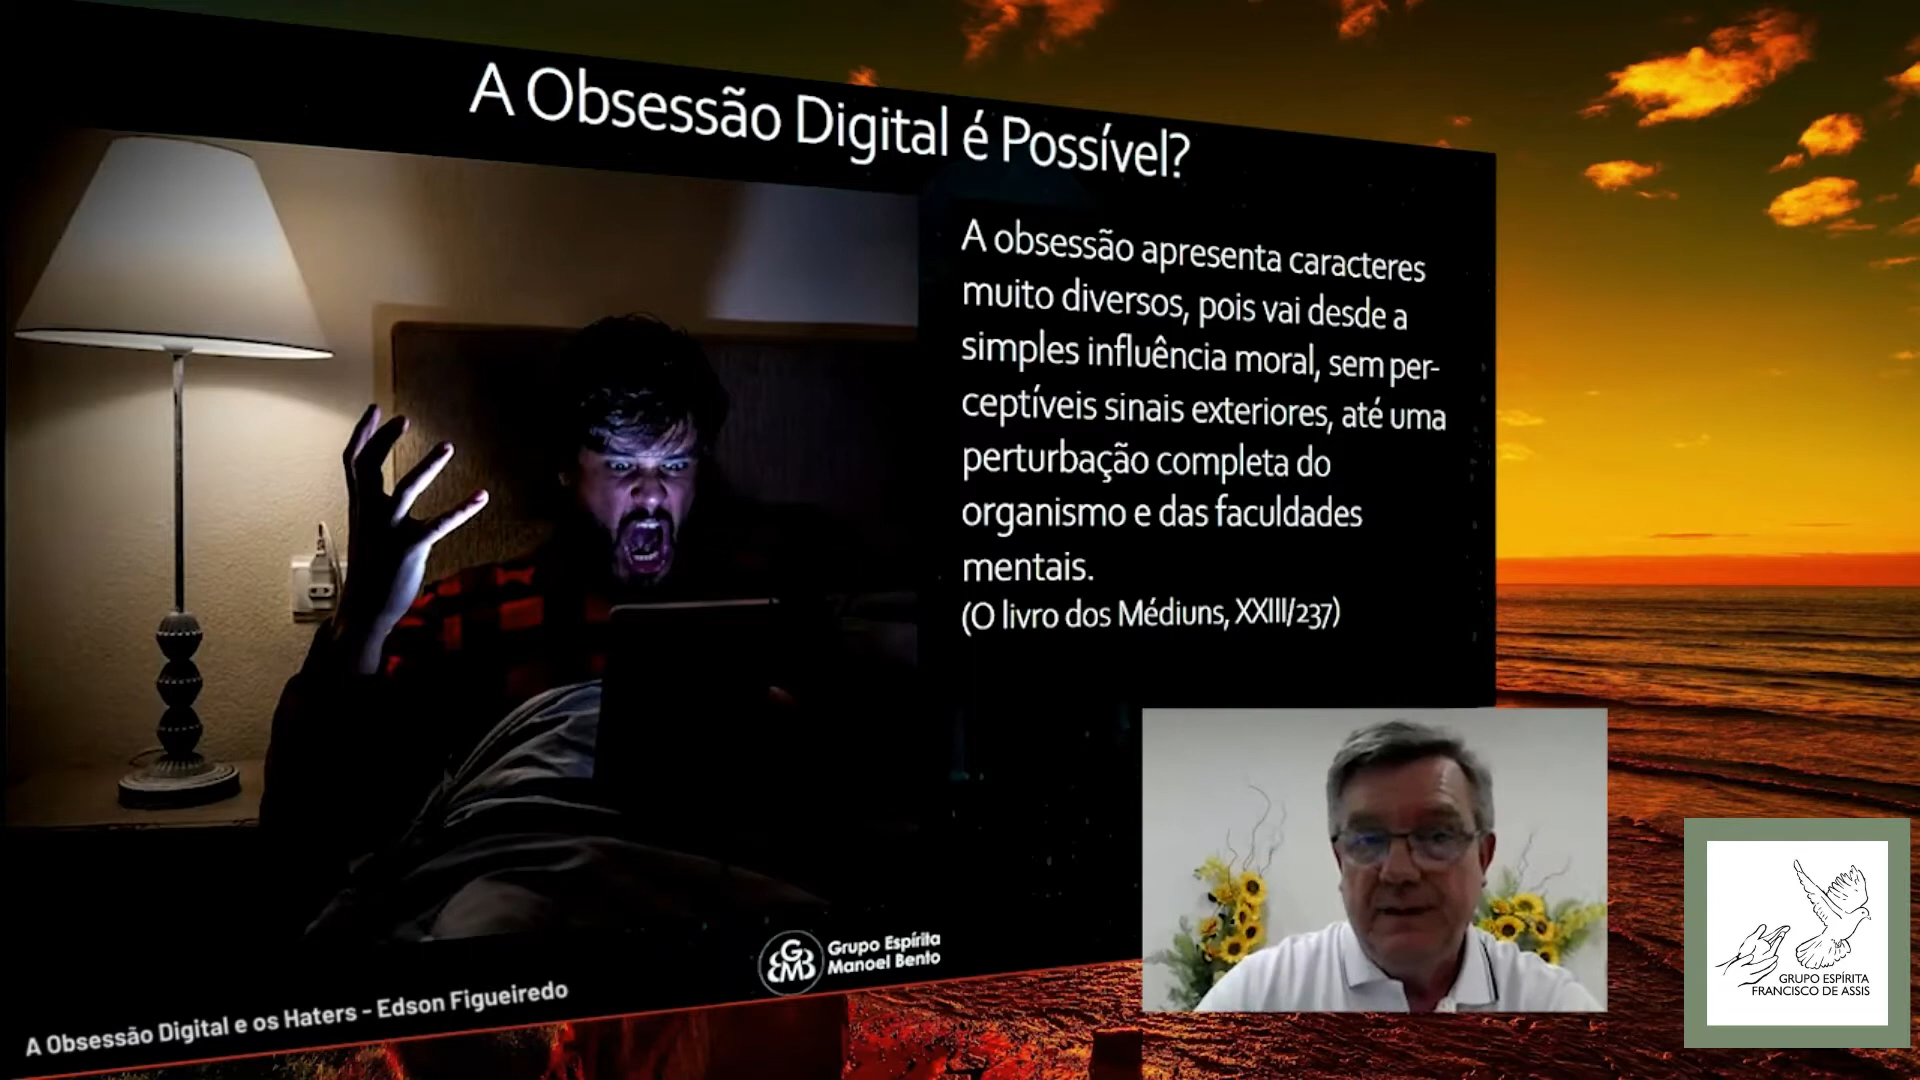 A Obsessão Digital é Possível?
A obsessão apresenta caracteres
muito diversos, pois vai desde a
simples influência moral, sem per-
ceptíveis sinais exteriores, até uma
perturbação completa do
organismo e das faculdades
mentais.
(O livro dos Médiuns, XXIII/237)
GEMB
Grupo Espírita
Manoel Bento
A Obsessão Digital e os Haters - Edson Figueiredo
GRUPO ESPÍRITA
FRANCISCO DE ASSIS